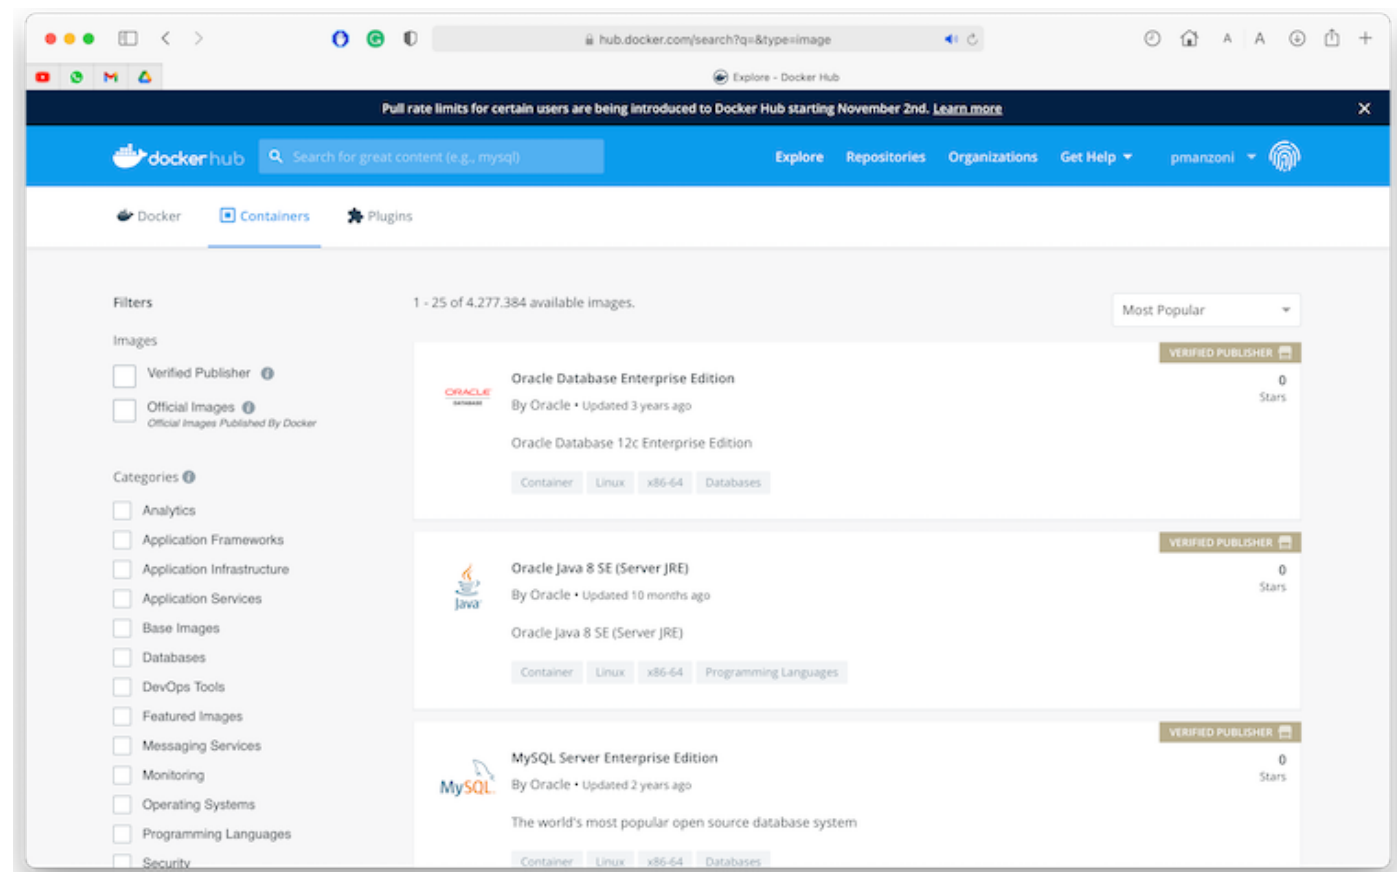 hub.docker.com/search?q=&type=image
A A
Explore - Docker Hub
Pull rate limits for certain users are being introduced to Docker Hub starting November 2nd. Learn more
dockerhub
Search for great content (e.g., mysql)
Explore Repositories Organizations Get Help pmanzoni
Docker Containers Plugins
Filters
1 - 25 of 4.277.384 available images.
Most Popular
Images
Verified Publisher
Official Images
Official Images Published By Docker
Categories
Analytics
Application Frameworks
Application Infrastructure
Application Services
Base Images
Databases
DevOps Tools
Featured Images
Messaging Services
Monitoring
Operating Systems
Programming Languages
Security
VERIFIED PUBLISHER
ORACLE
DATABASE
Oracle Database Enterprise Edition
0
Stars
By Oracle • Updated 3 years ago
Oracle Database 12c Enterprise Edition
Container Linux x86-64 Databases
VERIFIED PUBLISHER
Java
Oracle Java 8 SE (Server JRE)
0
Stars
By Oracle • Updated 10 months ago
Oracle Java 8 SE (Server JRE)
Container Linux x86-64 Programming Languages
VERIFIED PUBLISHER
MySQL
MySQL Server Enterprise Edition
0
Stars
By Oracle • Updated 2 years ago
The world's most popular open source database system
Container Linux x86-64 Databases